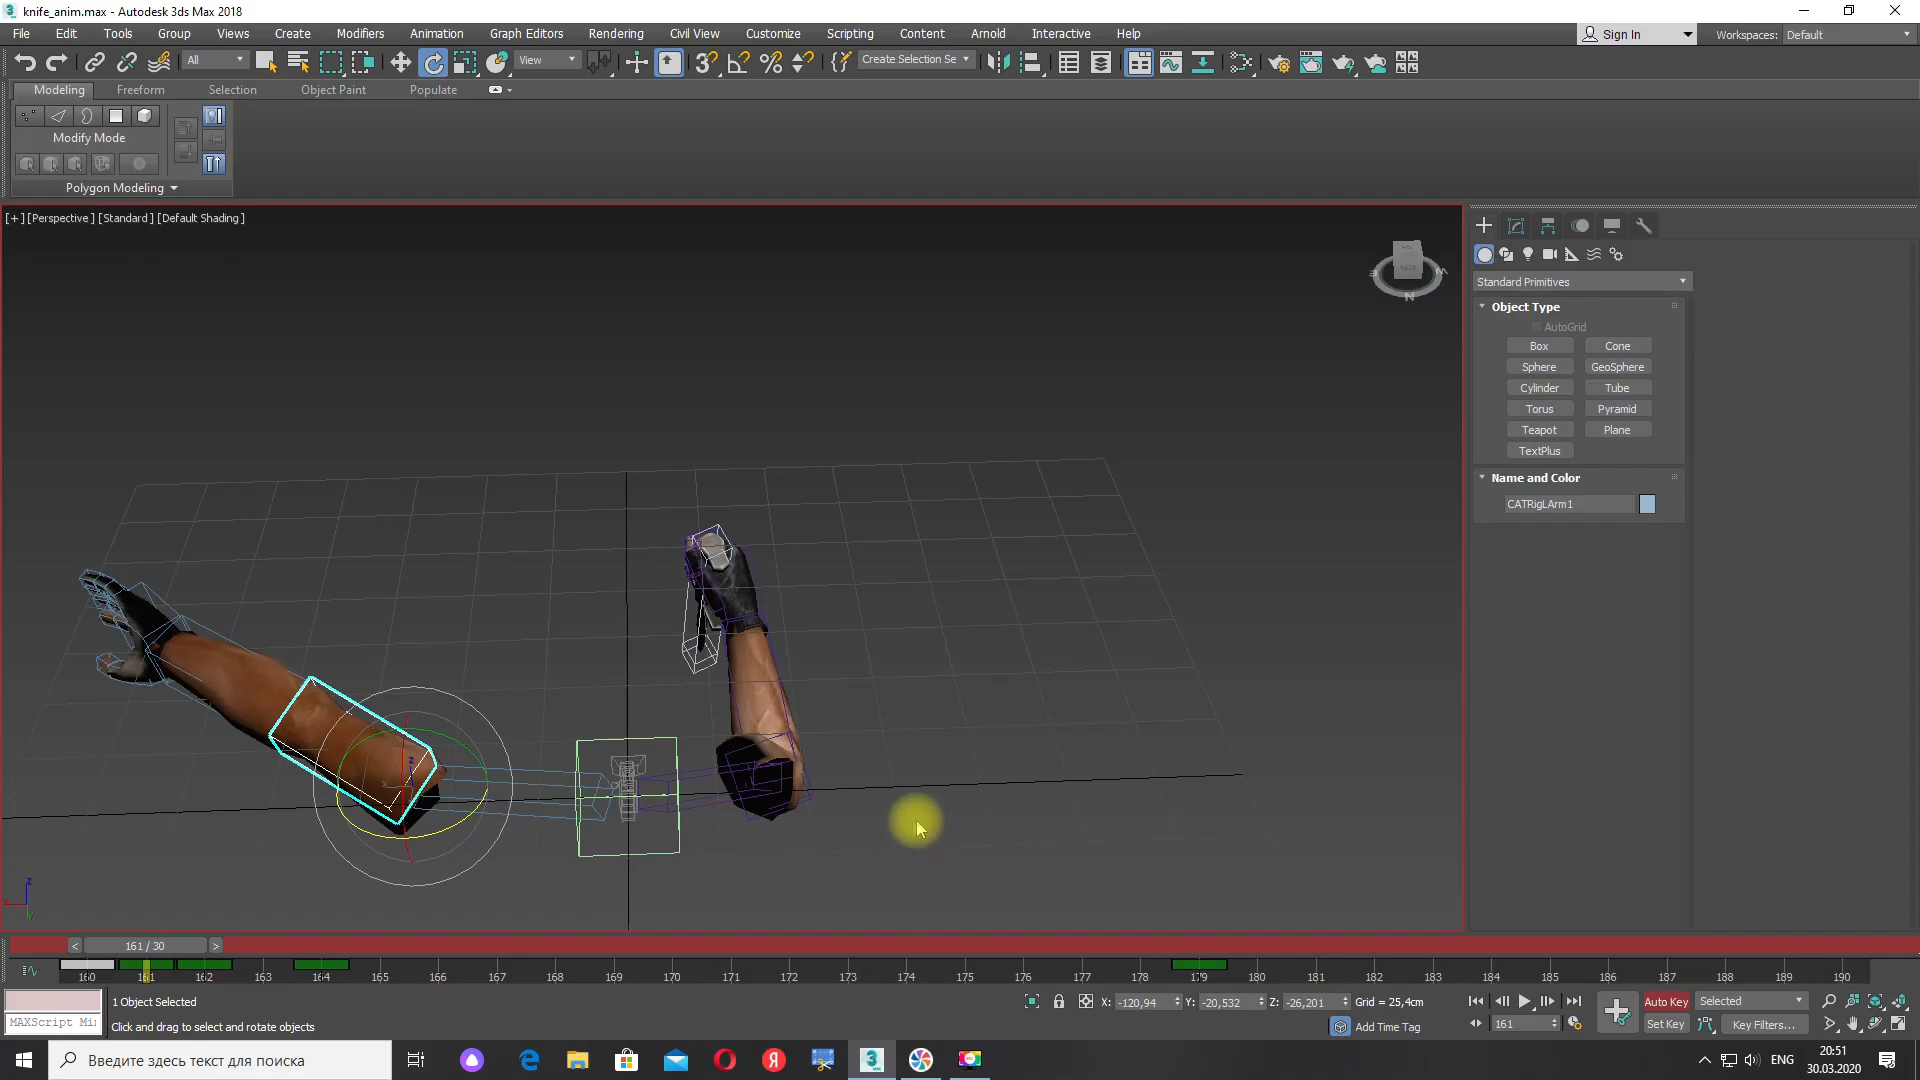 knife_anim.max - Autodesk 3ds Max 2018
File Edit Tools Group Views Create Modifiers Animation Graph Editors Rendering Civil View Customize Scripting Content Arnold Interactive Help
Sign In Workspaces: Default
All View Create Selection Se
Modeling Freeform Selection Object Paint Populate
Modify Mode
Polygon Modeling
[+] [Perspective] [Standard] [Default Shading]
Standard Primitives
Object Type
AutoGrid
Box Cone
Sphere GeoSphere
Cylinder Tube
Torus Pyramid
Teapot Plane
TextPlus
Name and Color
CATRigLArm1
< 161 / 30 >
160 161 162 163 164 165 166 167 168 169 170 171 172 173 174 175 176 177 178 179 180 181 182 183 184 185 186 187 188 189 190
1 Object Selected X: -120,94 Y: -20,532 Z: -26,201 Grid = 25,4cm Auto Key Selected
MAXScript Mi
Click and drag to select and rotate objects Add Time Tag 161 Set Key Key Filters...
Введите здесь текст для поиска
ENG 20:51
30.03.2020